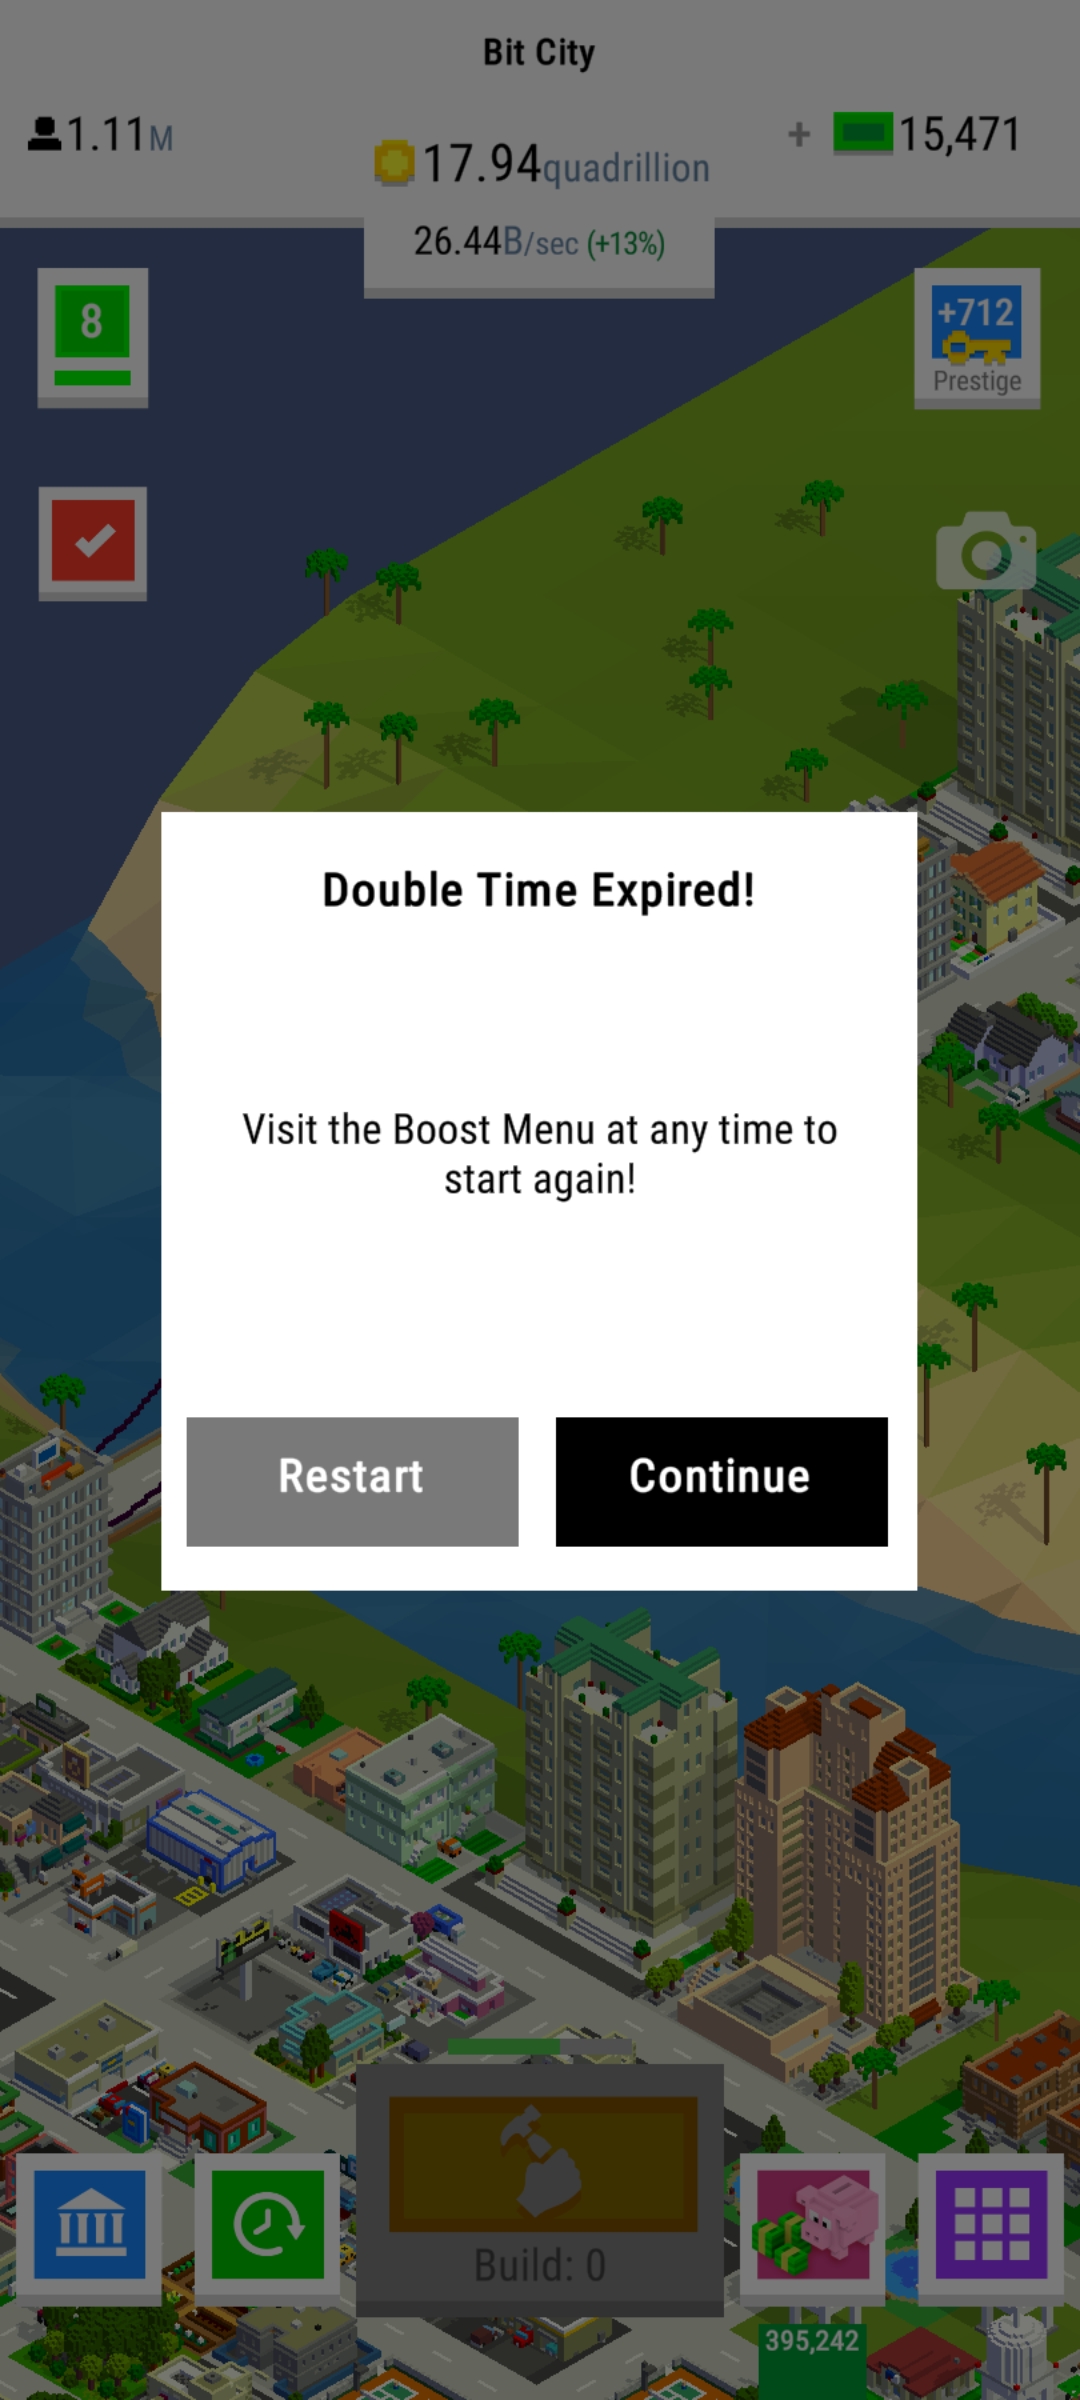 Bit City
1.11M
17.94quadrillion
+ 15,471
26.44B/sec (+13%)
8
+712
Prestige
Double Time Expired!
Visit the Boost Menu at any time to
start again!
Restart
Continue
Build: 0
395,242